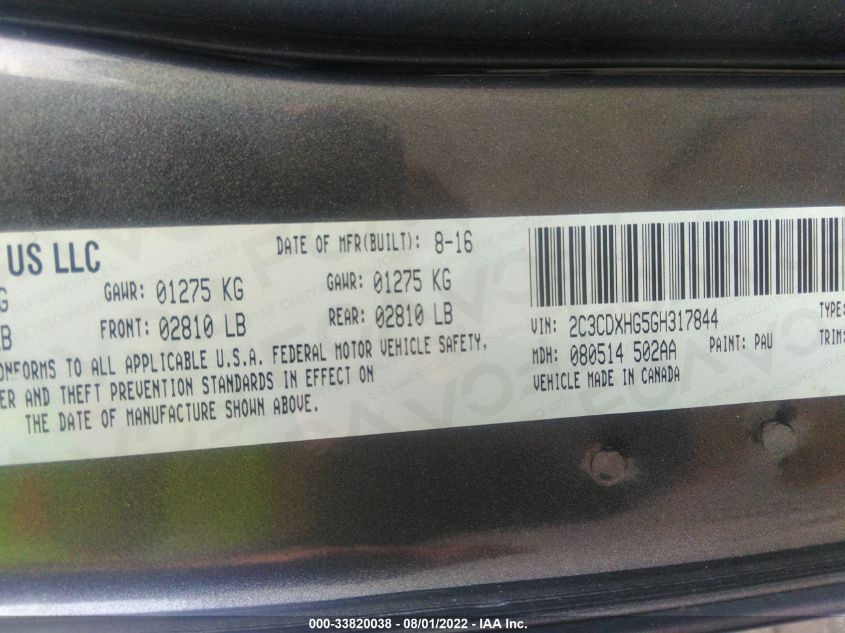 US LLC
DATE OF MFR(BUILT): 8-16
G GAWR: 01275 KG GAWR: 01275 KG
B FRONT: 02810 LB REAR: 02810 LB
CONFORMS TO ALL APPLICABLE U.S.A. FEDERAL MOTOR VEHICLE SAFETY,
ER AND THEFT PREVENTION STANDARDS IN EFFECT ON
THE DATE OF MANUFACTURE SHOWN ABOVE.
VIN: 2C3CDXHG5GH317844 TYPE:
MDH: 080514 502AA PAINT: PAU TRIM:
VEHICLE MADE IN CANADA
000-33820038 - 08/01/2022 - IAA Inc.